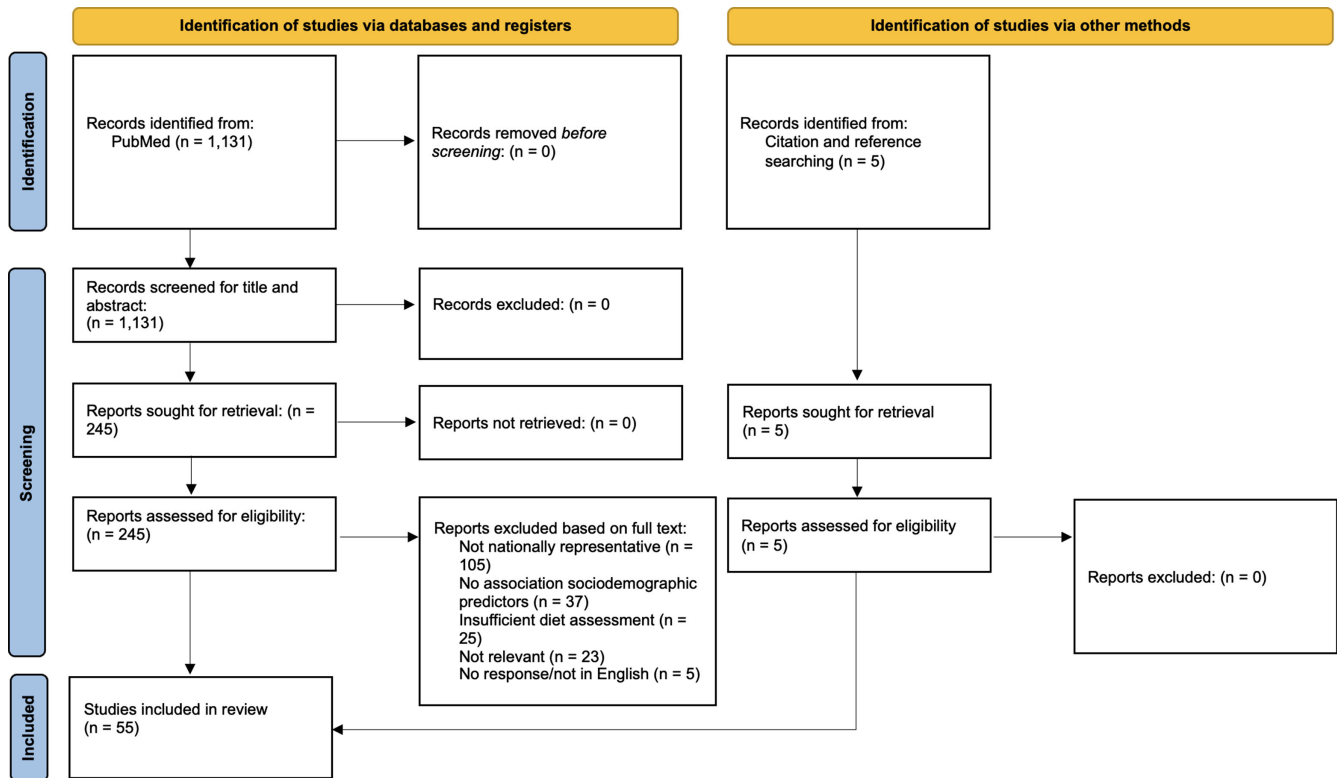 Identification of studies via databases and registers
Identification of studies via other methods
Identification
Records identified from:
PubMed (n = 1,131)
Records removed before
screening: (n = 0)
Records identified from:
Citation and reference
searching (n = 5)
Screening
Records screened for title and
abstract:
(n = 1,131)
Records excluded: (n = 0
Reports sought for retrieval: (n =
245)
Reports not retrieved: (n = 0)
Reports sought for retrieval
(n = 5)
Reports assessed for eligibility:
(n = 245)
Reports excluded based on full text:
Not nationally representative (n =
105)
No association sociodemographic
predictors (n = 37)
Insufficient diet assessment (n =
25)
Not relevant (n = 23)
No response/not in English (n = 5)
Reports assessed for eligibility
(n = 5)
Reports excluded: (n = 0)
Included
Studies included in review
(n = 55)